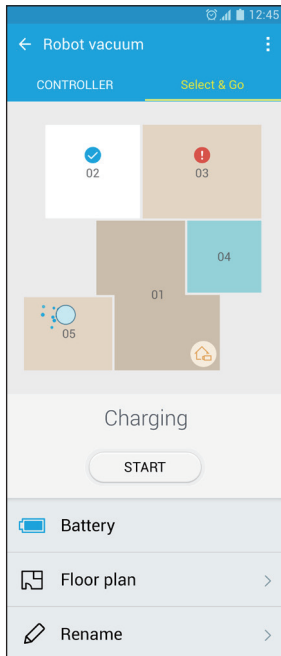 12:45
Robot vacuum
CONTROLLER Select & Go
02 03
04
01
05
Charging
START
Battery
Floor plan
Rename